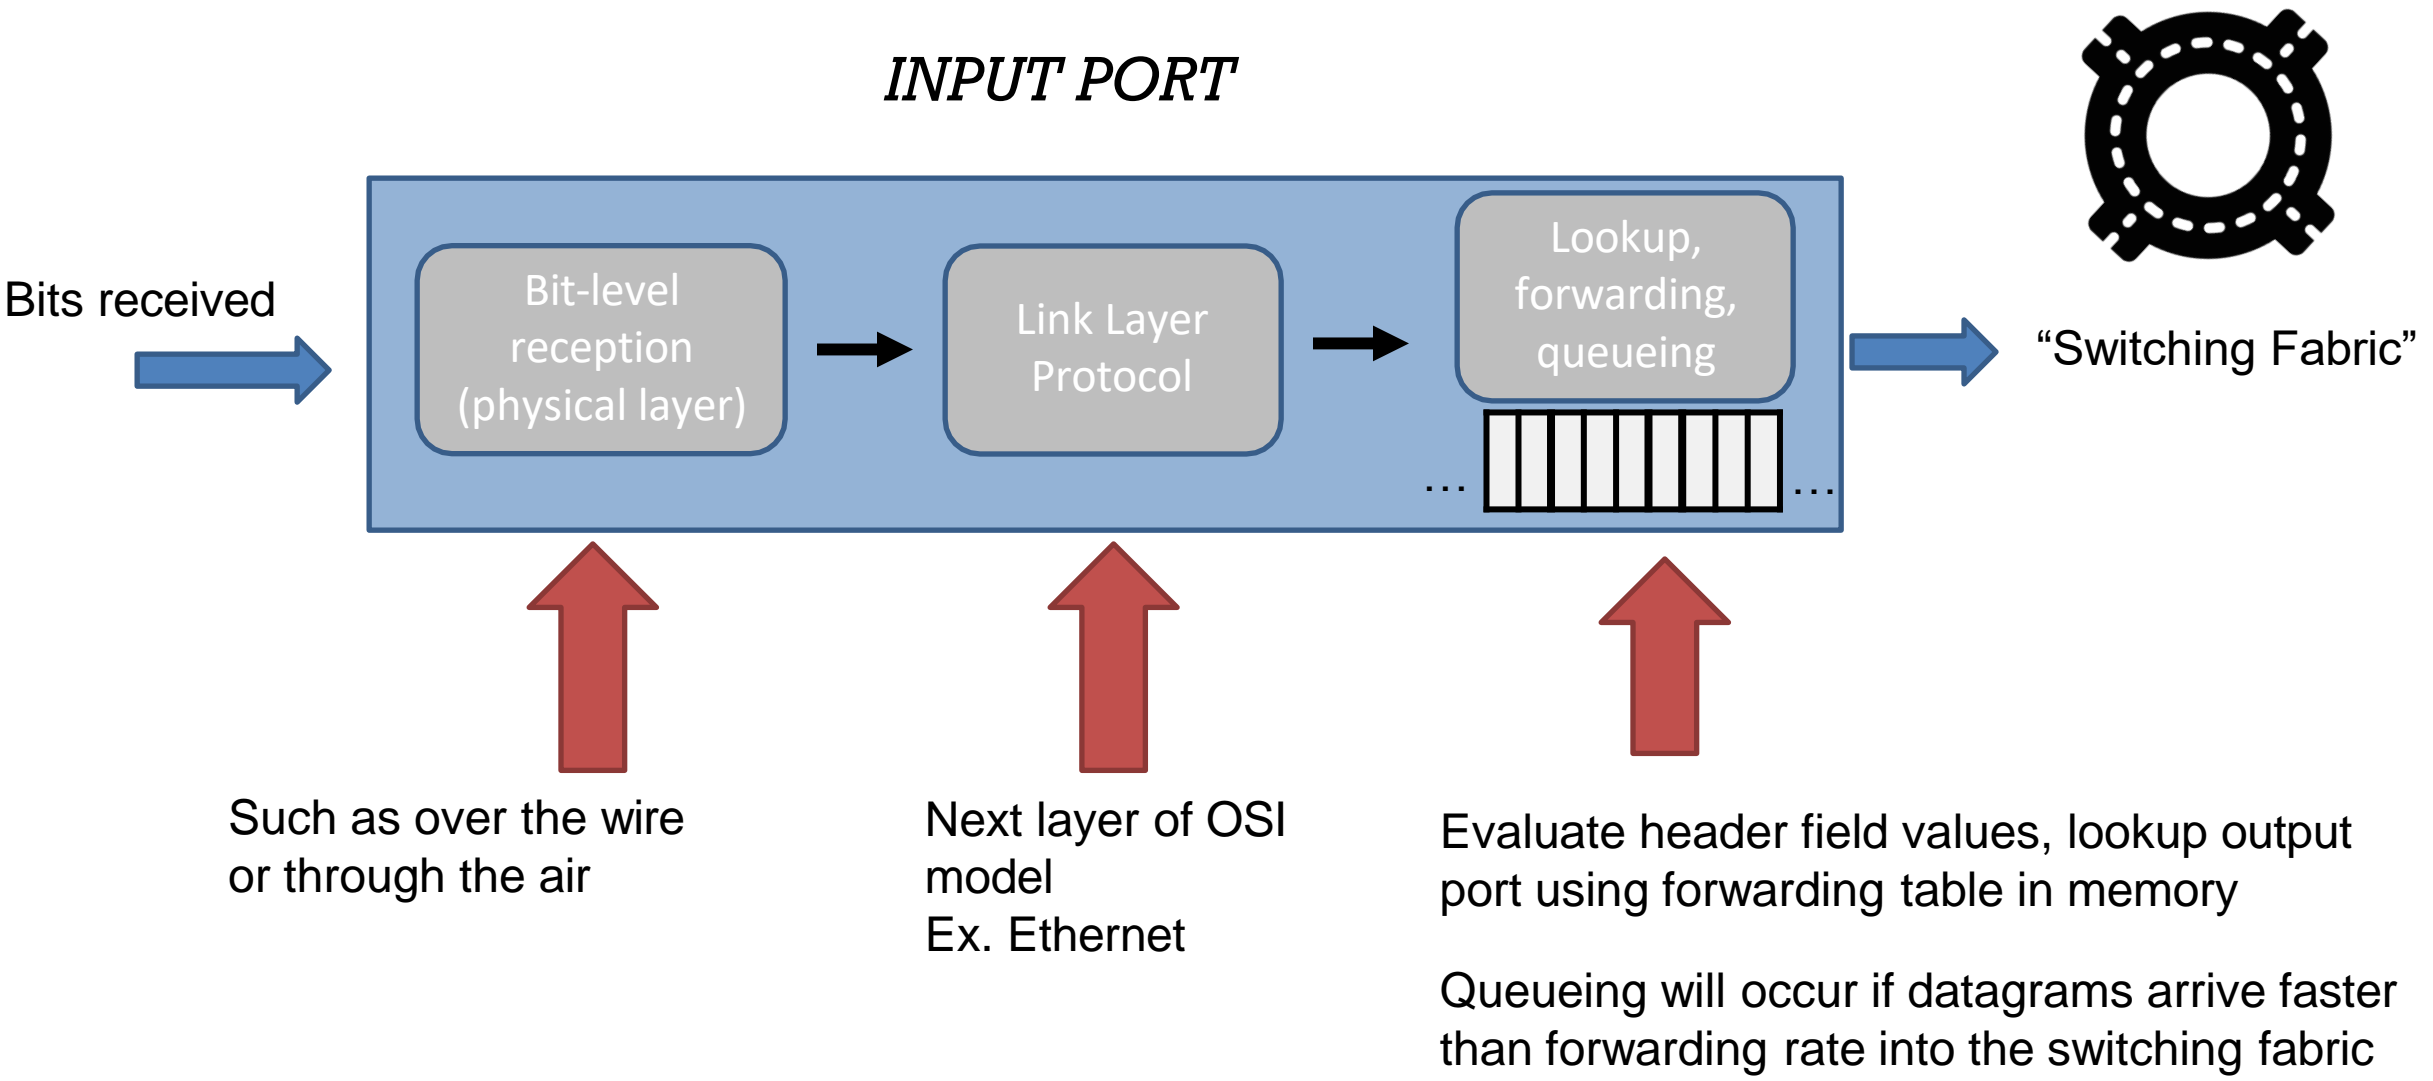 INPUT PORT
Bits received
Bit-level
reception
(physical layer)
Link Layer
Protocol
Lookup,
forwarding,
queueing
...
...
“Switching Fabric”
Such as over the wire
or through the air
Next layer of OSI
model
Ex. Ethernet
Evaluate header field values, lookup output
port using forwarding table in memory
Queueing will occur if datagrams arrive faster
than forwarding rate into the switching fabric